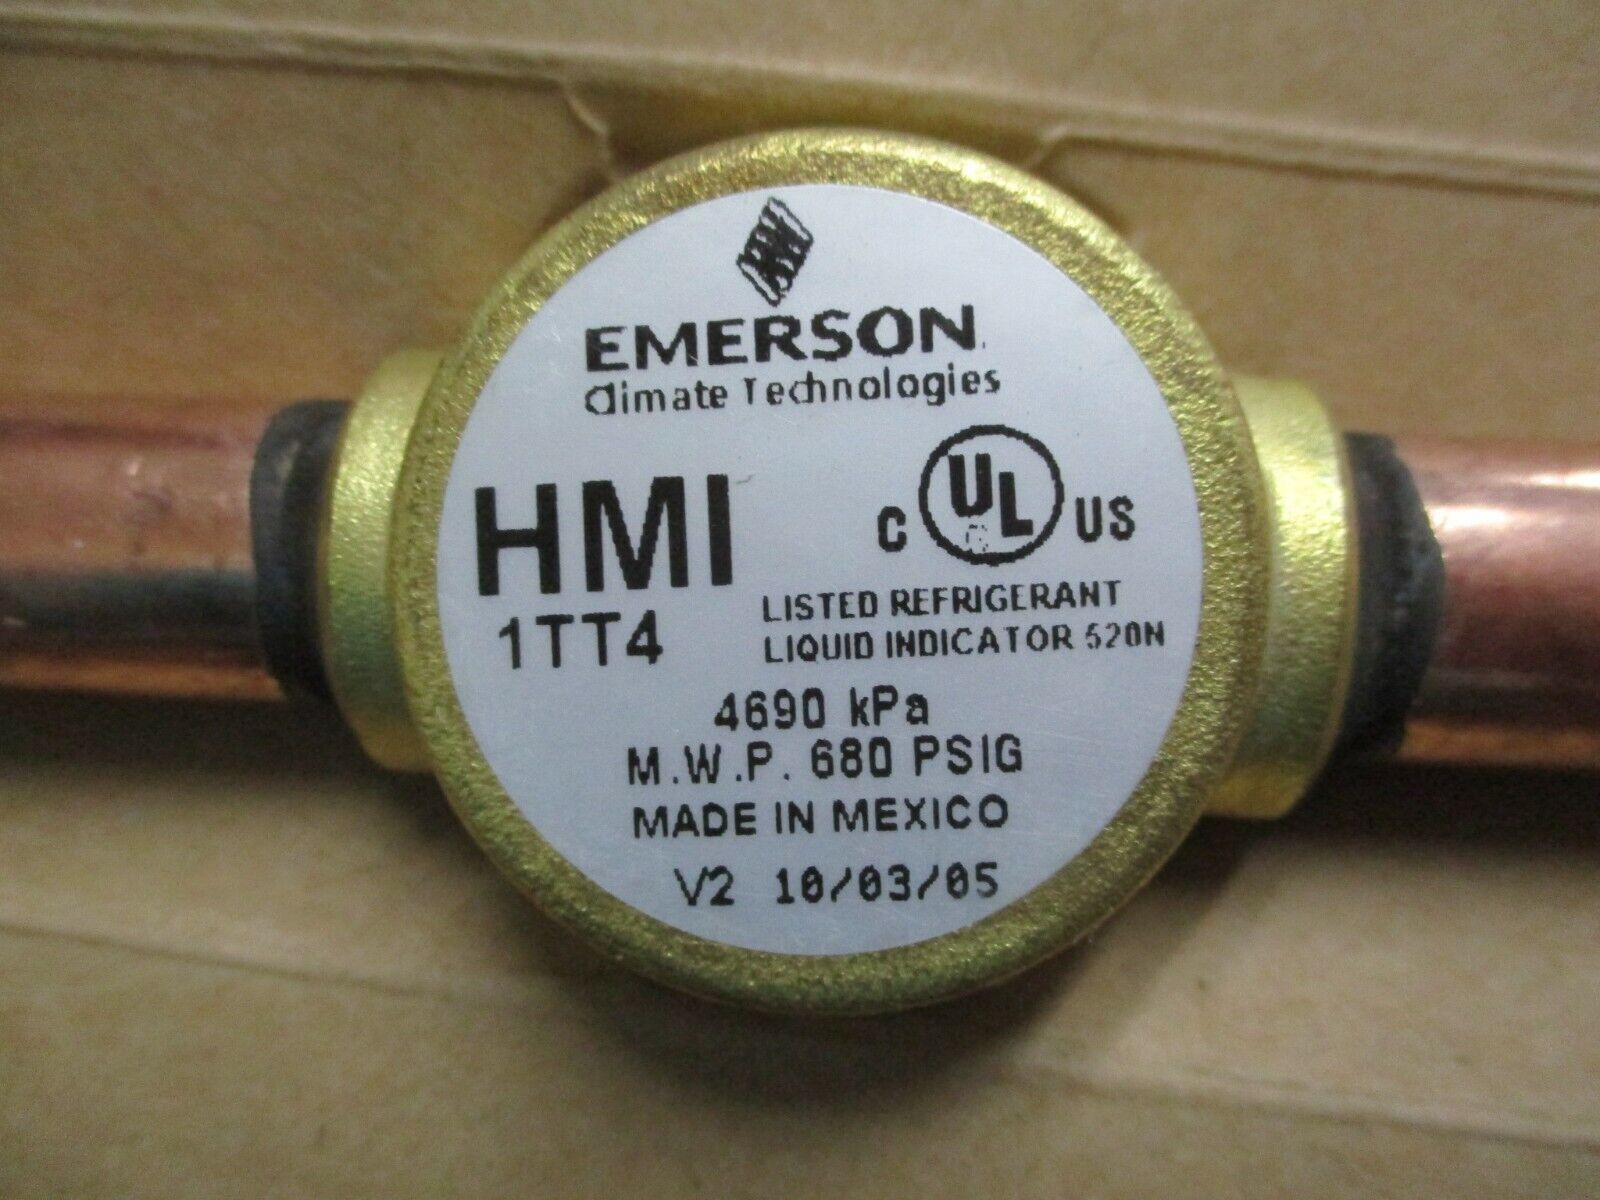 EMERSON
Climate Technologies
HMI
1TT4
C UL US
LISTED REFRIGERANT
LIQUID INDICATOR 520N
4690 kPa
M.W.P. 680 PSIG
MADE IN MEXICO
V2 10/03/05